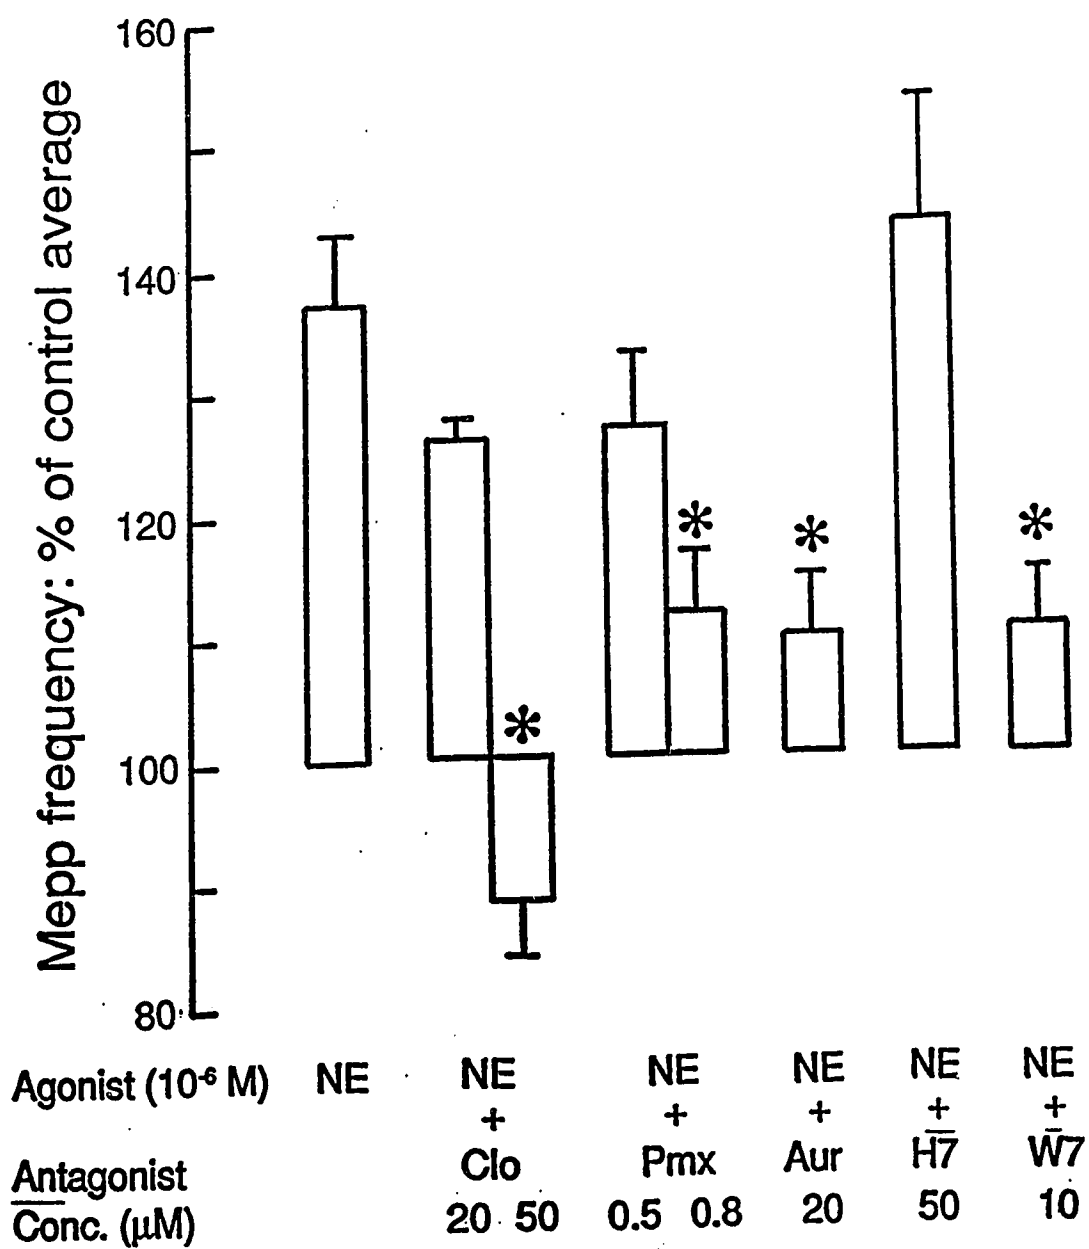 Mepp frequency: % of control average
160
140
120
100
80
* * * *
Agonist (10⁻⁶ M) NE NE NE NE NE NE
+ + + + +
Antagonist Clo Pmx Aur H7 W7
Conc. (μM) 20 50 0.5 0.8 20 50 10